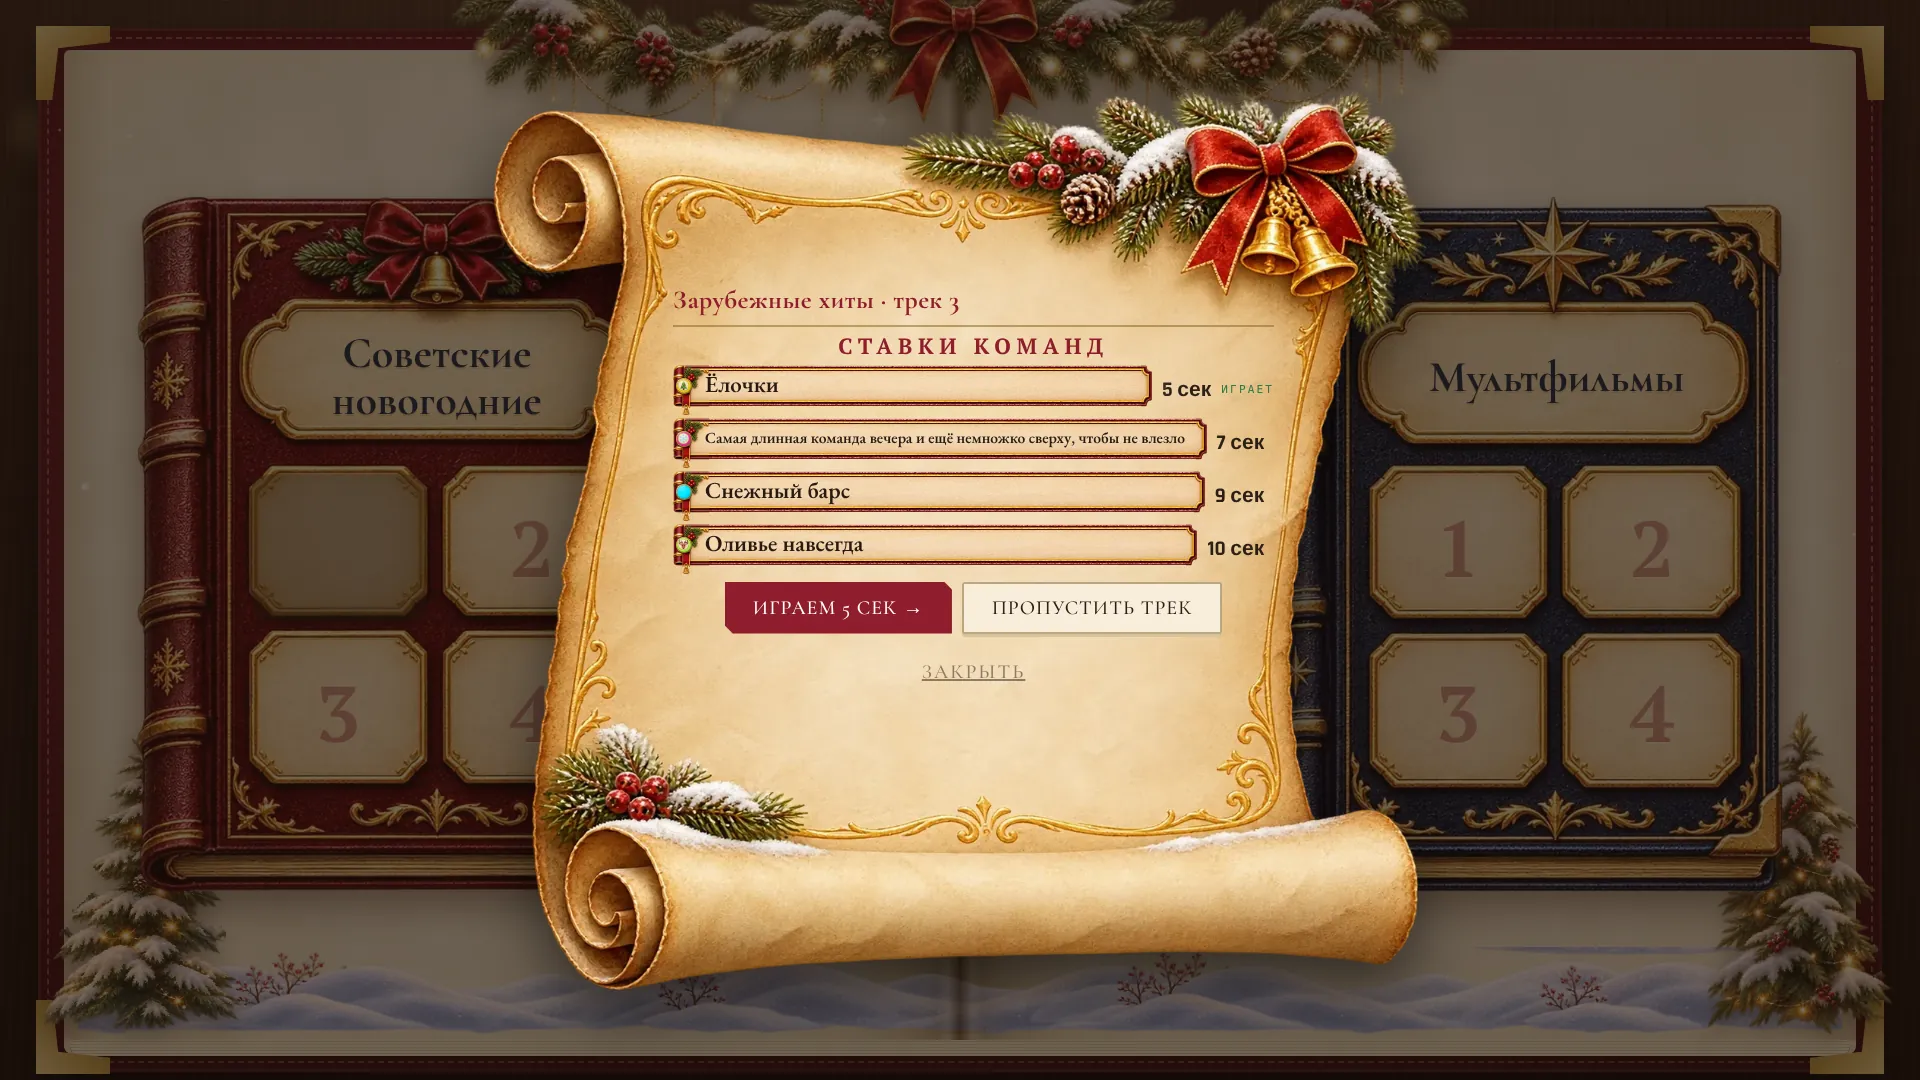 Зарубежные хиты · трек 3
СТАВКИ КОМАНД
Ёлочки 5 сек ИГРАЕТ
Самая длинная команда вечера и ещё немножко сверху, чтобы не влезло 7 сек
Снежный барс 9 сек
Оливье навсегда 10 сек
ИГРАЕМ 5 СЕК → ПРОПУСТИТЬ ТРЕК
ЗАКРЫТЬ
Советские
новогодние
2
3 4
Мультфильмы
1 2
3 4